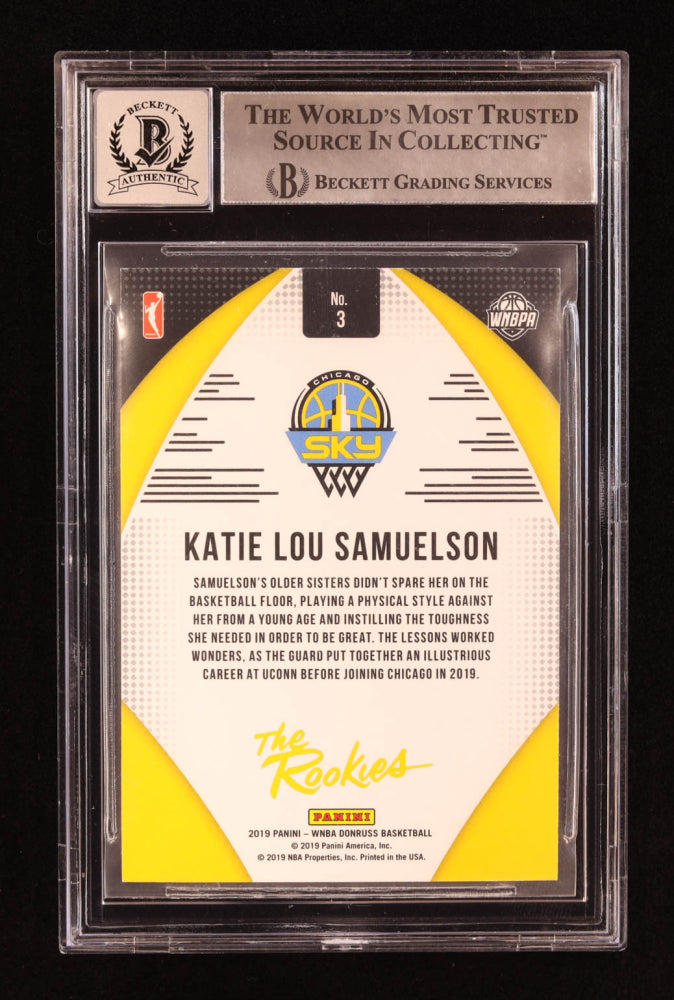 BECKETT
B
AUTHENTIC
THE WORLD'S MOST TRUSTED
SOURCE IN COLLECTING™
B BECKETT GRADING SERVICES
No.
3
WNBPA
CHICAGO
SKY
KATIE LOU SAMUELSON
SAMUELSON'S OLDER SISTERS DIDN'T SPARE HER ON THE
BASKETBALL FLOOR, PLAYING A PHYSICAL STYLE AGAINST
HER FROM A YOUNG AGE AND INSTILLING THE TOUGHNESS
SHE NEEDED IN ORDER TO BE GREAT. THE LESSONS WORKED
WONDERS, AS THE GUARD PUT TOGETHER AN ILLUSTRIOUS
CAREER AT UCONN BEFORE JOINING CHICAGO IN 2019.
The
Rookies
PANINI
2019 PANINI – WNBA DONRUSS BASKETBALL
© 2019 Panini America, Inc.
© 2019 NBA Properties, Inc. Printed in the USA.